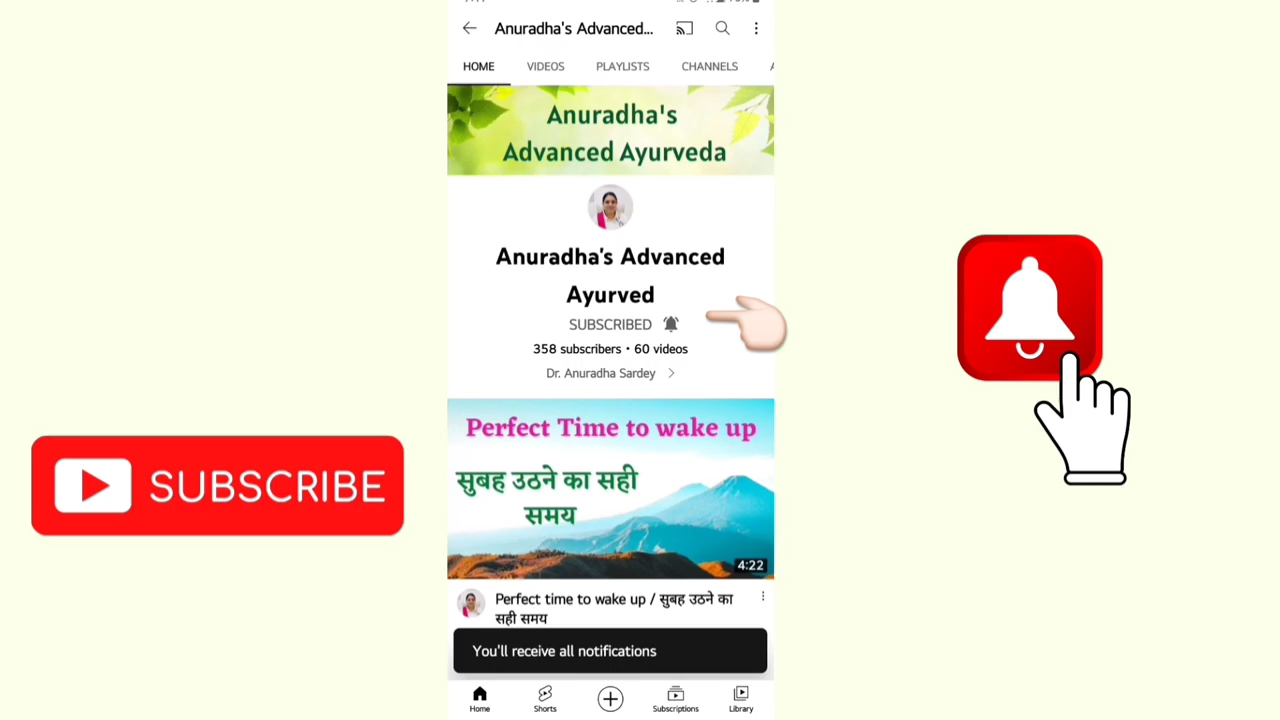 Anuradha's Advanced...
HOME VIDEOS PLAYLISTS CHANNELS
Anuradha's
Advanced Ayurveda
Anuradha's Advanced
Ayurved
SUBSCRIBED
358 subscribers • 60 videos
Dr. Anuradha Sardey
SUBSCRIBE
Perfect Time to wake up
सुबह उठने का सही
समय
4:22
Perfect time to wake up / सुबह उठने का
सही समय
You'll receive all notifications
Home Shorts Subscriptions Library